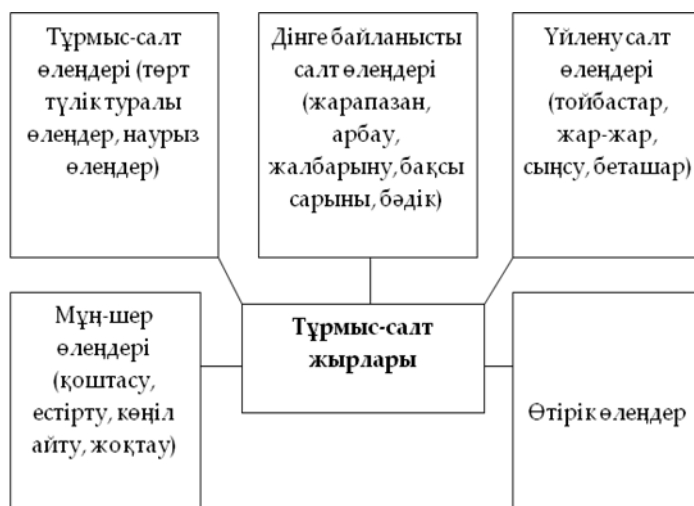 Тұрмыс-салт
өлеңдері (төрт
түлік туралы
өлеңдер, наурыз
өлеңдер)
Дінге байланысты
салт өлеңдері
(жарапазан,
арбау,
жалбарыну, бақсы
сарыны, бәдік)
Үйлену салт
өлеңдері
(тойбастар,
жар-жар,
сыңсу, беташар)
Мұң-шер
өлеңдері
(қоштасу,
естірту, көңіл
айту, жоқтау)
Тұрмыс-салт
жырлары
Өтірік өлеңдер